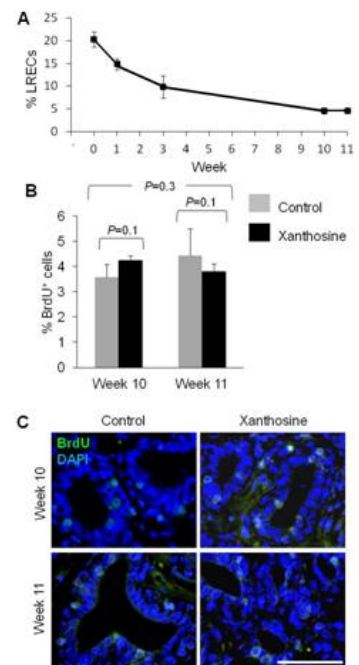 A
25
20
15
10
5
0
% LRECs
0 1 2 3 4 5 6 7 8 9 10 11
Week
B
P=0.3
P=0.1
P=0.1
Control
Xanthosine
6
5
4
3
2
1
0
% BrdU⁺ cells
Week 10
Week 11
C
Control
Xanthosine
BrdU
DAPI
Week 10
Week 11